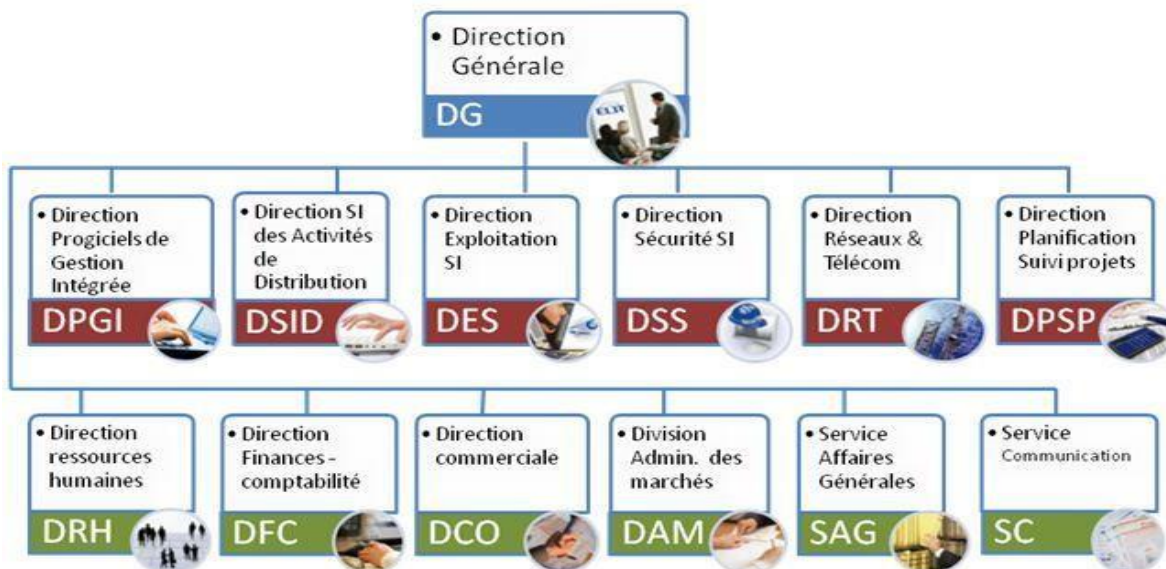 • Direction
Générale
DG
ELIT
• Direction
Progiciels de
Gestion
Intégrée
DPGI
• Direction SI
des Activités
de
Distribution
DSID
• Direction
Exploitation
SI
DES
• Direction
Sécurité SI
DSS
• Direction
Réseaux &
Télécom
DRT
• Direction
Planification
Suivi projets
DPSP
• Direction
ressources
humaines
DRH
• Direction
Finances -
comptabilité
DFC
• Direction
commerciale
DCO
• Division
Admin. des
marchés
DAM
• Service
Affaires
Générales
SAG
• Service
Communication
SC